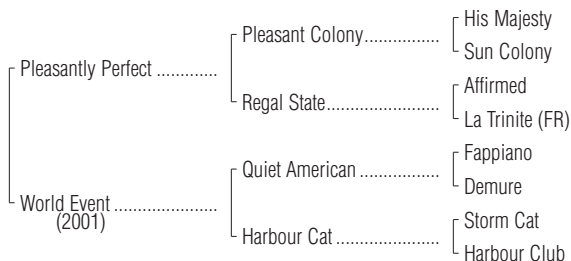 His Majesty
Pleasant Colony.................
Sun Colony
Pleasantly Perfect .............
Affirmed
Regal State.........................
La Trinite (FR)
Fappiano
Quiet American ..................
Demure
World Event ......................
(2001)
Storm Cat
Harbour Cat .......................
Harbour Club